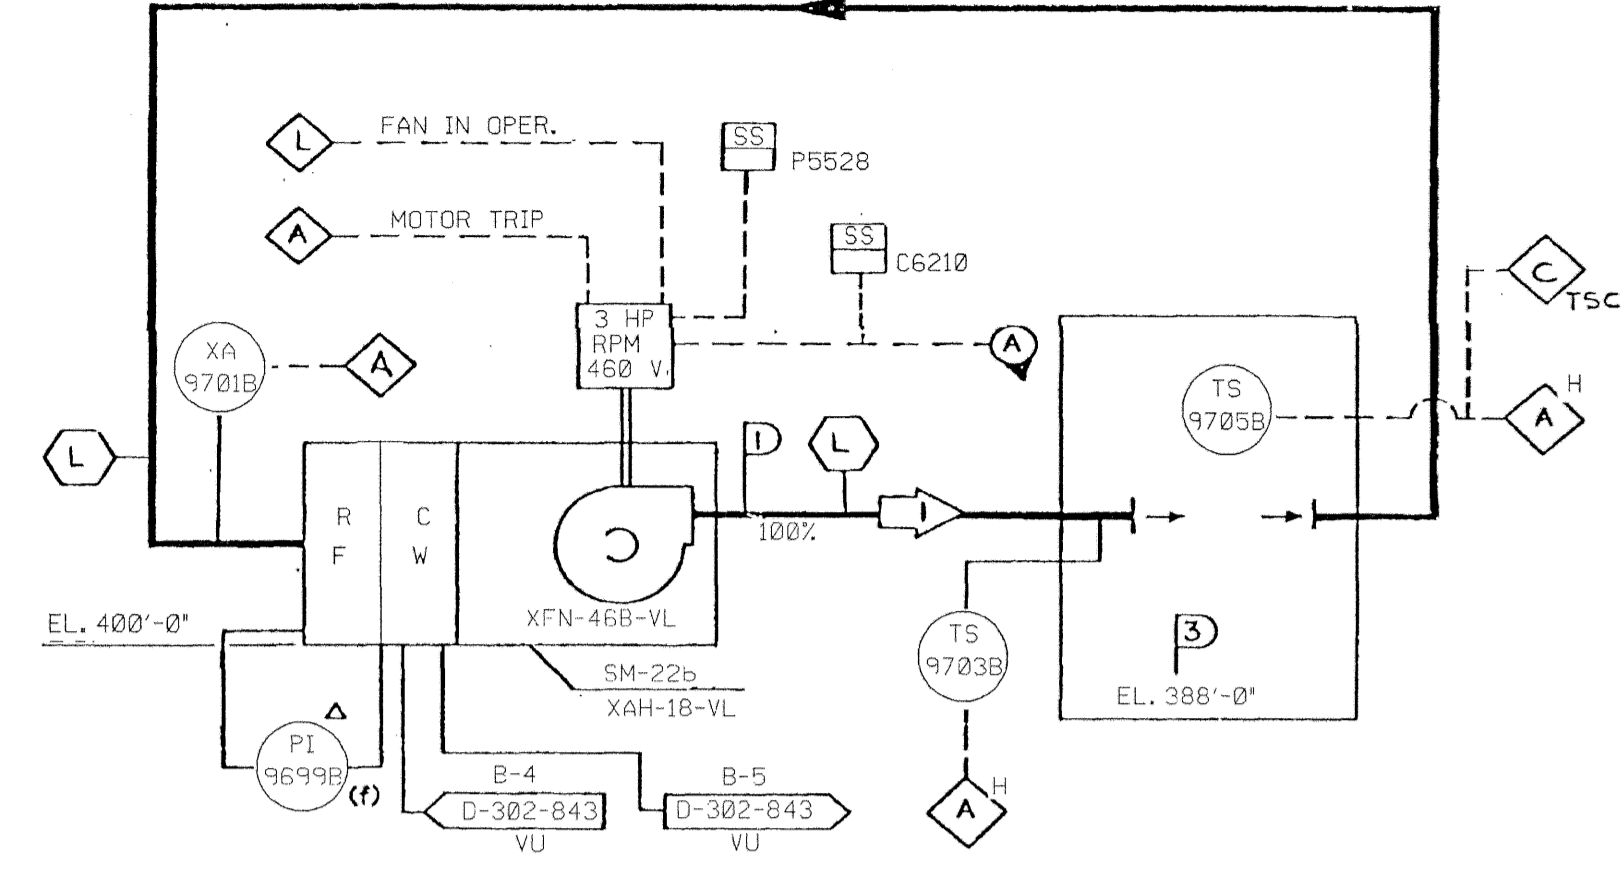 L
FAN IN OPER.
SS
P5528
A
MOTOR TRIP
SS
C6210
C
TSC
3 HP
RPM
460 V.
A
XA
9701B
A
TS
9705B
H
A
L
1
L
R
F
C
W
100%
1
XFN-46B-VL
EL. 400'-0"
TS
9703B
3
EL. 388'-0"
SM-22b
XAH-18-VL
Δ
PI
9699B
(f)
B-4
D-302-843
VU
B-5
D-302-843
VU
H
A